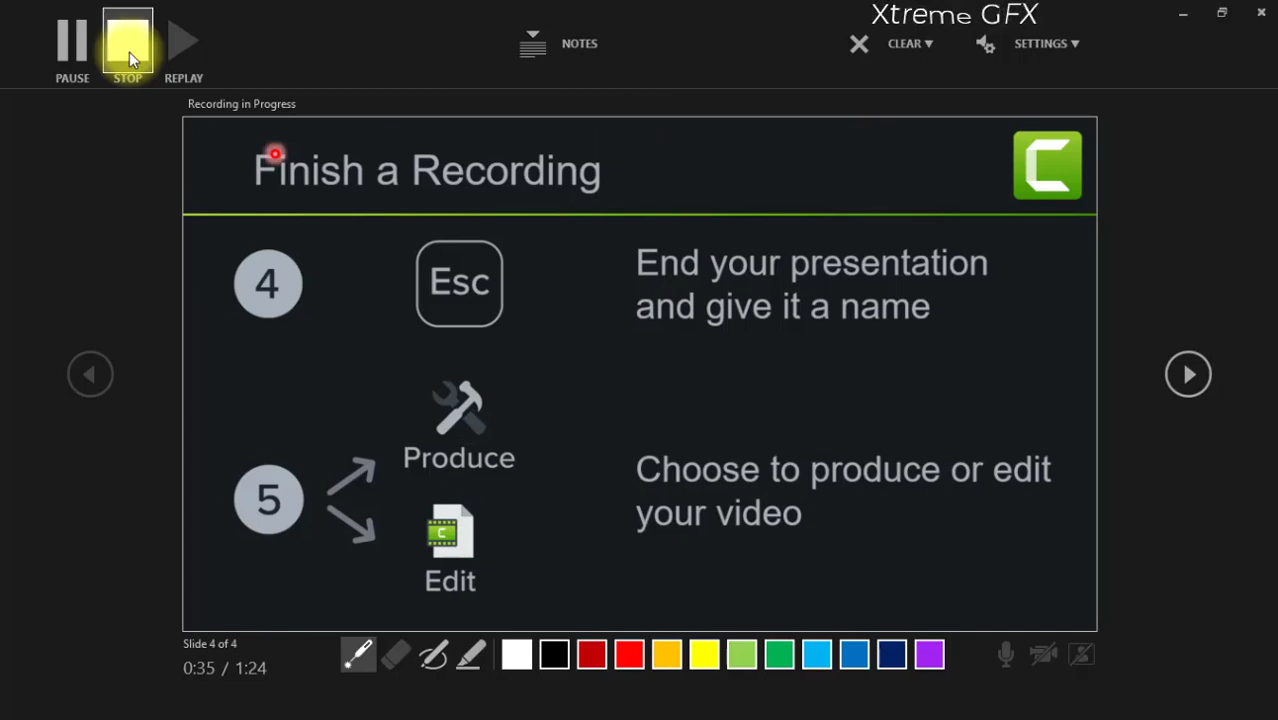 Xtreme GFX
PAUSE
STOP
REPLAY
NOTES
CLEAR
SETTINGS
Recording in Progress
Finish a Recording
4
Esc
End your presentation
and give it a name
5
Produce
Edit
Choose to produce or edit
your video
Slide 4 of 4
0:35 / 1:24